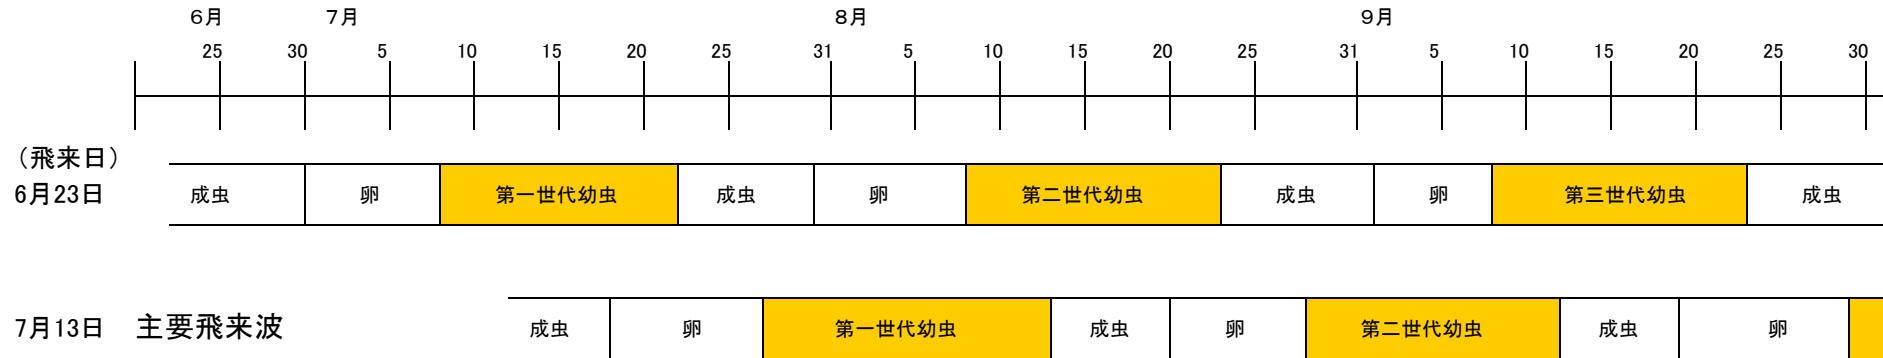 6月 7月 8月 9月
25 30 5 10 15 20 25 31 5 10 15 20 25 31 5 10 15 20 25 30
（飛来日）
6月23日 成虫 卵 第一世代幼虫 成虫 卵 第二世代幼虫 成虫 卵 第三世代幼虫 成虫
7月13日 主要飛来波 成虫 卵 第一世代幼虫 成虫 卵 第二世代幼虫 成虫 卵